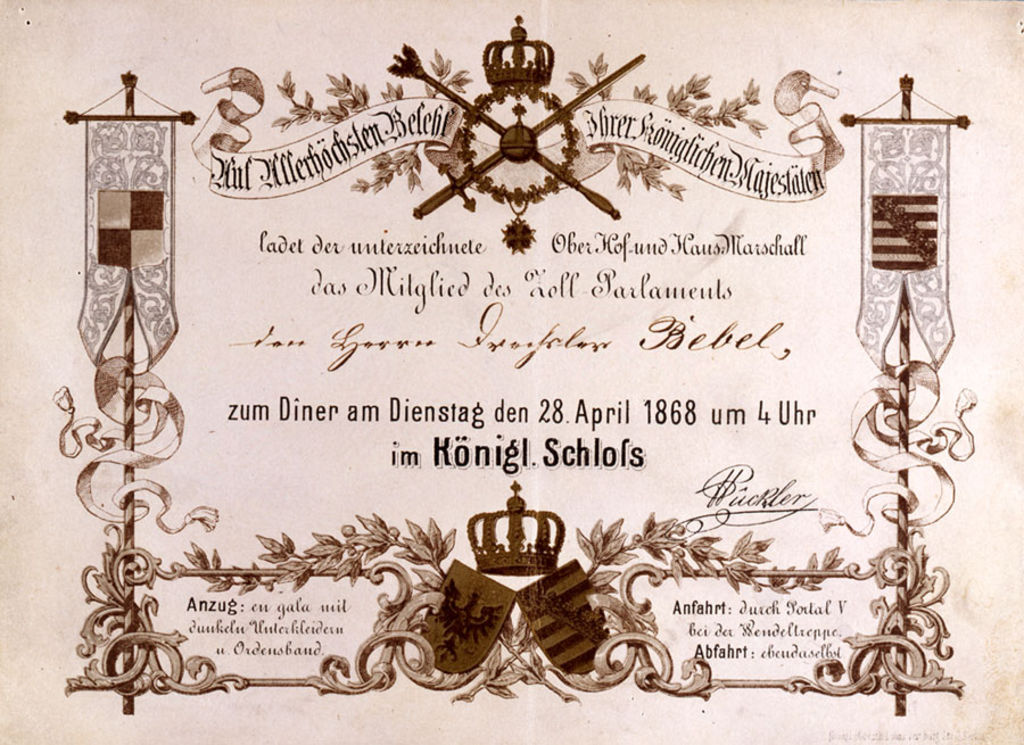 Auf Allerhöchsten Befehl Ihrer Königlichen Majestäten
ladet der unterzeichnete Ober Hof- und Haus Marschall
das Mitglied des Zoll-Parlaments
den Herrn Drechsler Bebel,
zum Dîner am Dienstag den 28. April 1868 um 4 Uhr
im Königl. Schloſs
Pückler
Anzug: en gala mit
dunkeln Unterkleidern
u. Ordensband.
Anfahrt: durch Portal V
bei der Wendeltreppe.
Abfahrt: ebendaselbst